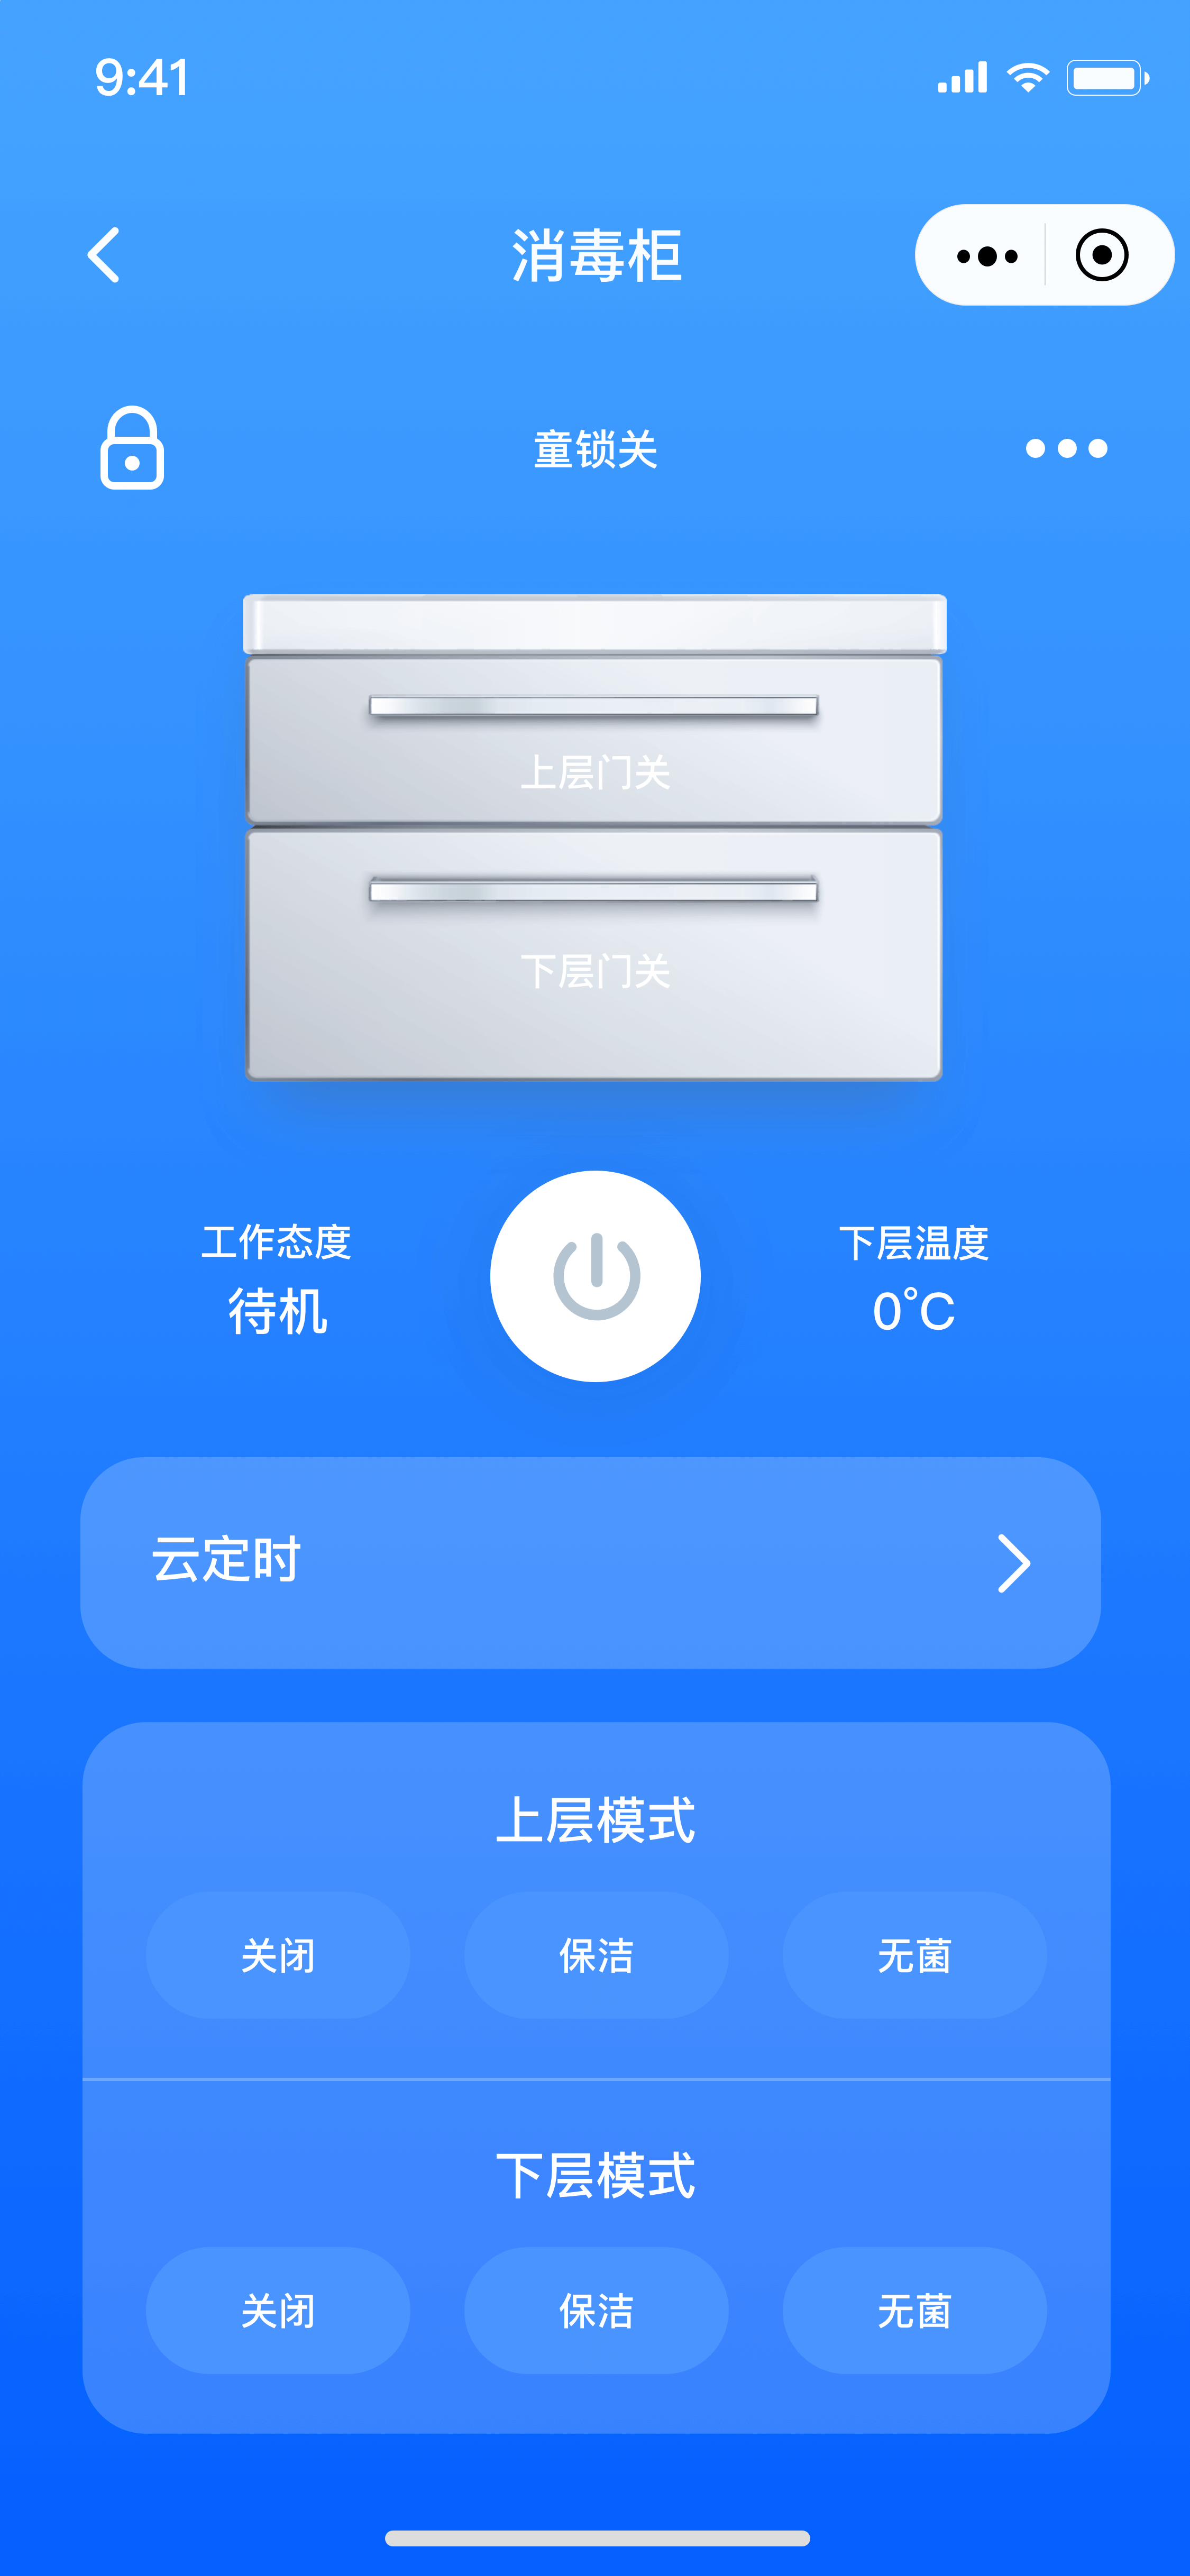 9:41
消毒柜
童锁关
上层门关
下层门关
工作态度
待机
下层温度
0°C
云定时
上层模式
关闭 保洁 无菌
下层模式
关闭 保洁 无菌